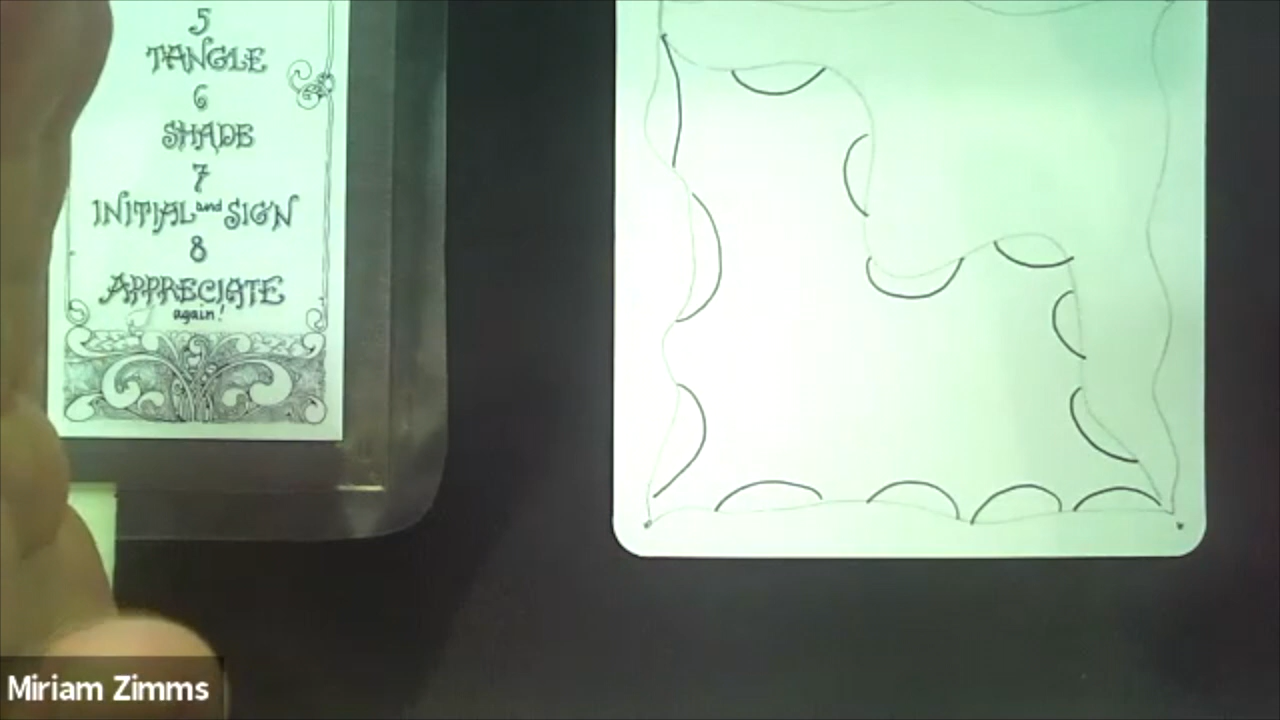 5
TANGLE
6
SHADE
7
INITIAL and SIGN
8
APPRECIATE
again!
Miriam Zimms